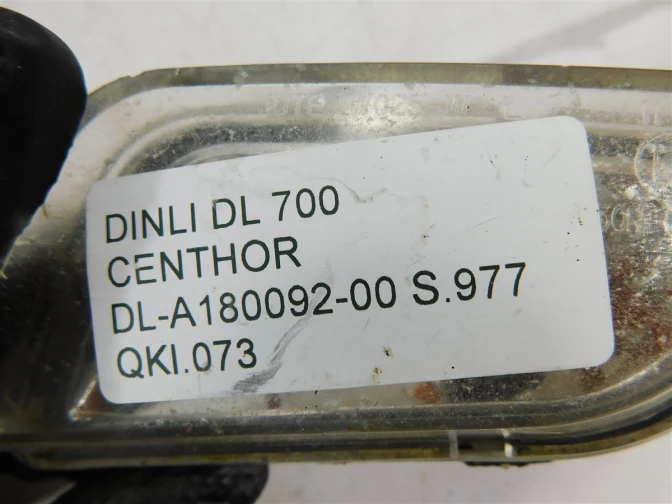 DINLI DL 700
CENTHOR
DL-A180092-00 S.977
QKI.073